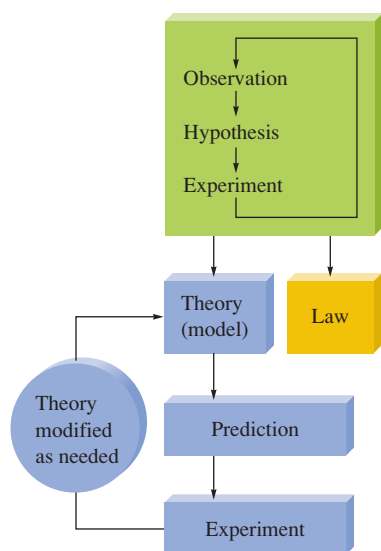 Observation
Hypothesis
Experiment
Theory
(model)
Law
Theory
modified
as needed
Prediction
Experiment